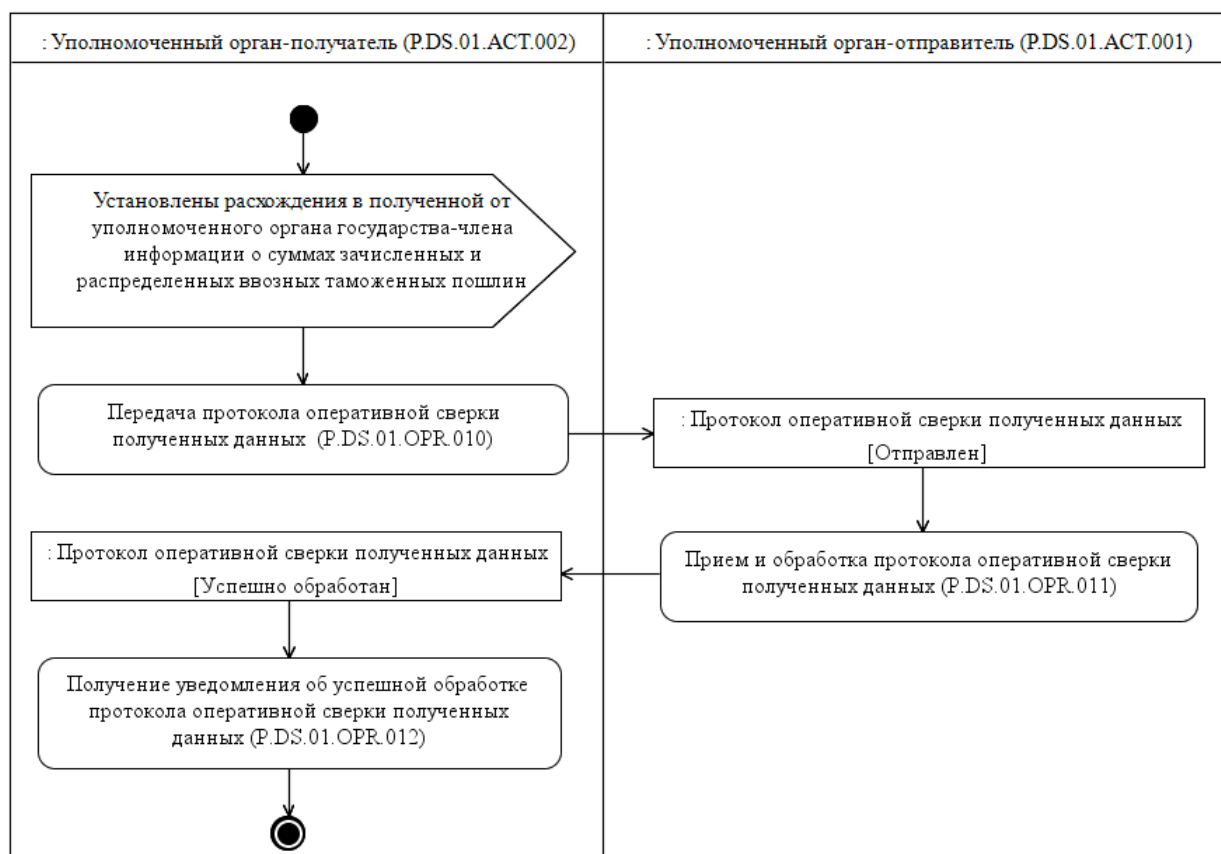 : Уполномоченный орган-получатель (P.DS.01.ACT.002)
: Уполномоченный орган-отправитель (P.DS.01.ACT.001)
Установлены расхождения в полученной от
уполномоченного органа государства-члена
информации о суммах зачисленных и
распределенных ввозных таможенных пошлин
Передача протокола оперативной сверки
полученных данных (P.DS.01.OPR.010)
: Протокол оперативной сверки полученных данных
[Отправлен]
Прием и обработка протокола оперативной сверки
полученных данных (P.DS.01.OPR.011)
: Протокол оперативной сверки полученных данных
[Успешно обработан]
Получение уведомления об успешной обработке
протокола оперативной сверки полученных
данных (P.DS.01.OPR.012)